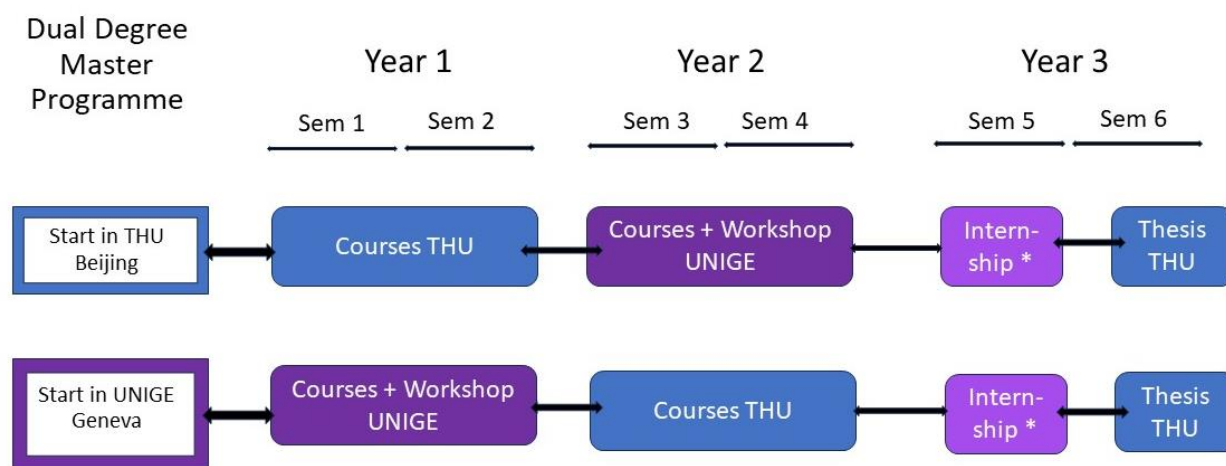 Dual Degree
Master
Programme
Year 1
Year 2
Year 3
Sem 1
Sem 2
Sem 3
Sem 4
Sem 5
Sem 6
Start in THU
Beijing
Courses THU
Courses + Workshop
UNIGE
Intern-
ship *
Thesis
THU
Start in UNIGE
Geneva
Courses + Workshop
UNIGE
Courses THU
Intern-
ship *
Thesis
THU